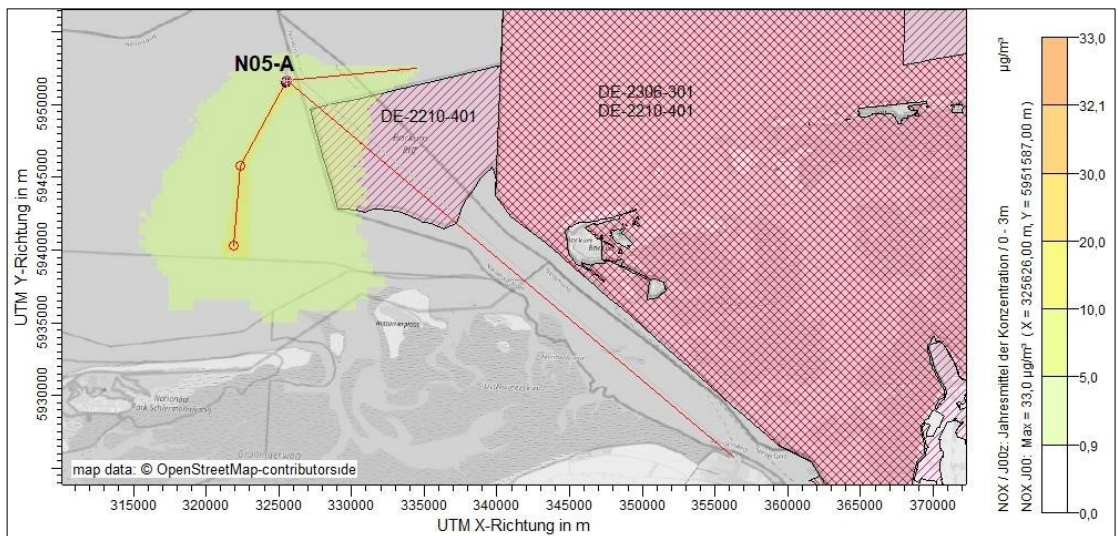 N05-A
DE-2210-401
DE-2306-301
DE-2210-401
map data: © OpenStreetMap-contributorside
UTM Y-Richtung in m
5950000
5945000
5940000
5935000
5930000
315000
320000
325000
330000
335000
340000
345000
350000
355000
360000
365000
370000
UTM X-Richtung in m
µg/m³
33,0
32,1
30,0
20,0
10,0
5,0
0,9
0,0
NOX / J00z: Jahresmittel der Konzentration / 0 - 3m
NOX J00: Max = 33,0 µg/m³ (X = 325626,00 m, Y = 5951587,00 m)